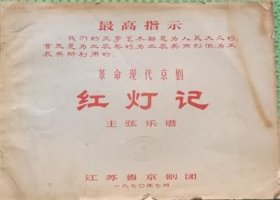 最高指示
我们的文学艺术都是为人民大众的，
首先是为工农兵的，为工农兵而创作，为工
农兵所利用的。
革命现代京剧
红灯记
主弦乐谱
江苏省京剧团
一九七〇年七月